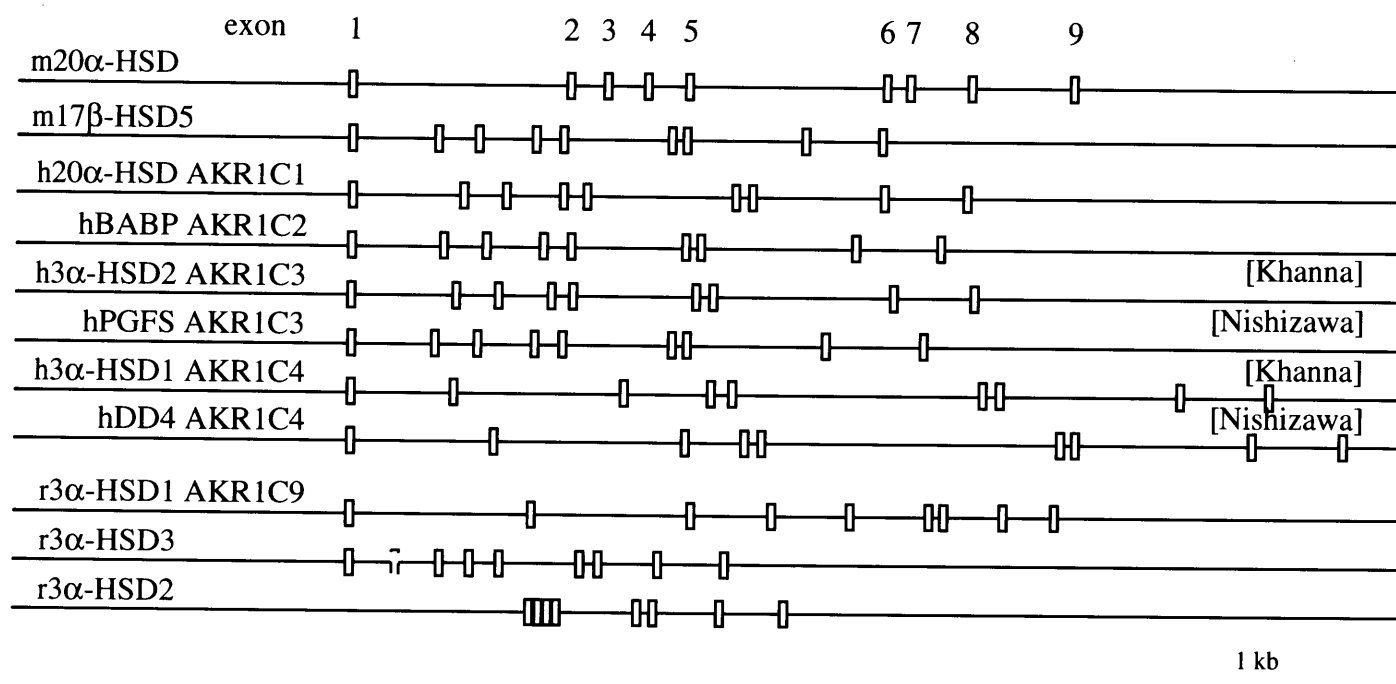 exon 1 2 3 4 5 6 7 8 9
m20α-HSD
m17β-HSD5
h20α-HSD AKR1C1
hBABP AKR1C2
h3α-HSD2 AKR1C3 [Khanna]
hPGFS AKR1C3 [Nishizawa]
h3α-HSD1 AKR1C4 [Khanna]
hDD4 AKR1C4 [Nishizawa]
r3α-HSD1 AKR1C9
r3α-HSD3
r3α-HSD2
1 kb